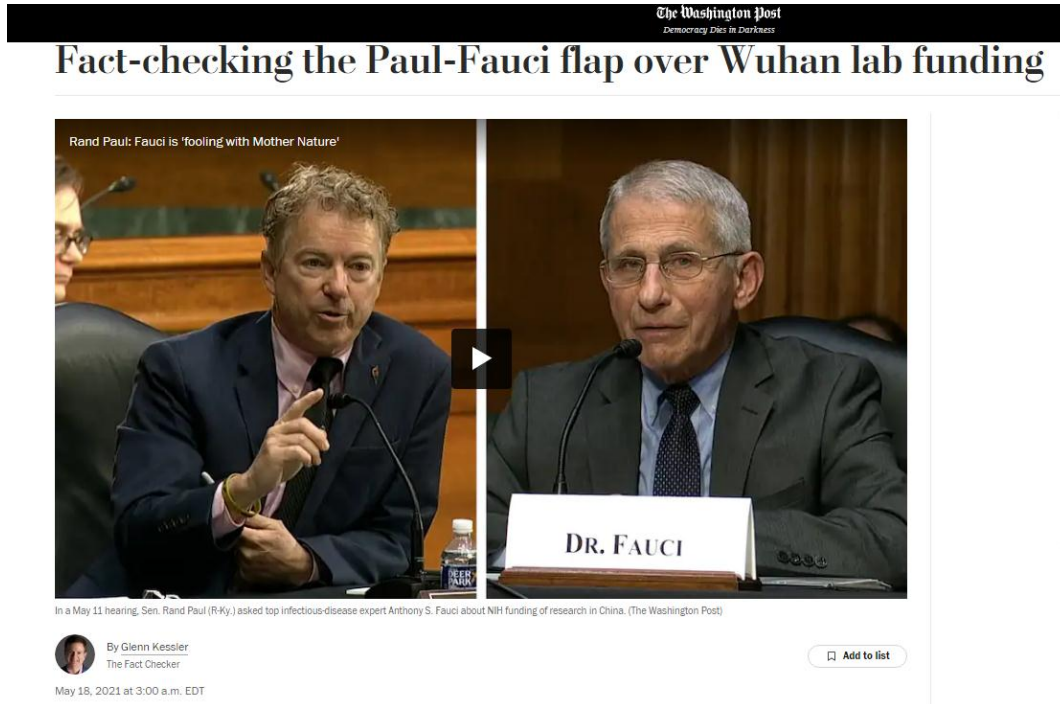 The Washington Post
Democracy Dies in Darkness
Fact-checking the Paul-Fauci flap over Wuhan lab funding
Rand Paul: Fauci is 'fooling with Mother Nature'
DEER
PARK
DR. FAUCI
In a May 11 hearing, Sen. Rand Paul (R-Ky.) asked top infectious-disease expert Anthony S. Fauci about NIH funding of research in China. (The Washington Post)
By Glenn Kessler
The Fact Checker
Add to list
May 18, 2021 at 3:00 a.m. EDT